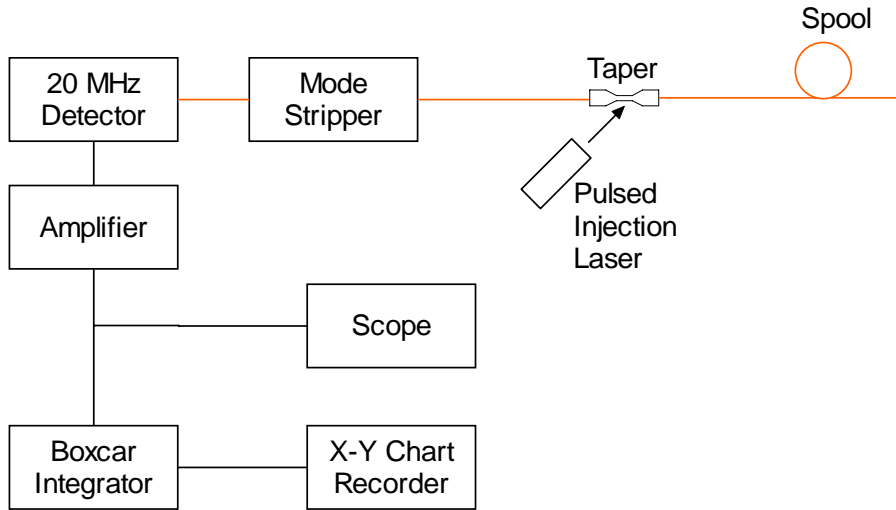 Spool
20 MHz
Detector
Mode
Stripper
Taper
Pulsed
Injection
Laser
Amplifier
Scope
Boxcar
Integrator
X-Y Chart
Recorder